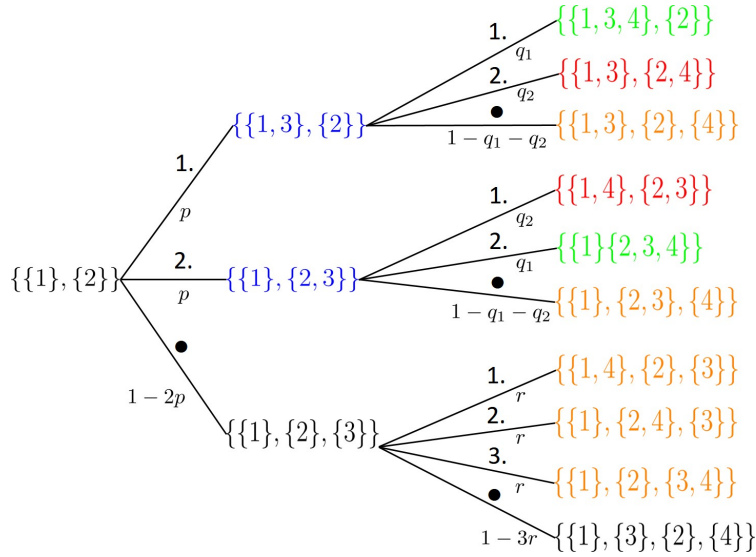 1.
{{1, 3, 4}, {2}}
q₁
2.
{{1, 3}, {2, 4}}
q₂
{{1, 3}, {2}}
●
{{1, 3}, {2}, {4}}
1 − q₁ − q₂
1.
p
1.
{{1, 4}, {2, 3}}
q₂
2.
{{1}{2, 3, 4}}
q₁
{{1}, {2}}
2.
p
{{1}, {2, 3}}
●
{{1}, {2, 3}, {4}}
1 − q₁ − q₂
●
1 − 2p
{{1}, {2}, {3}}
1.
{{1, 4}, {2}, {3}}
r
2.
{{1}, {2, 4}, {3}}
r
3.
{{1}, {2}, {3, 4}}
r
●
1 − 3r
{{1}, {3}, {2}, {4}}